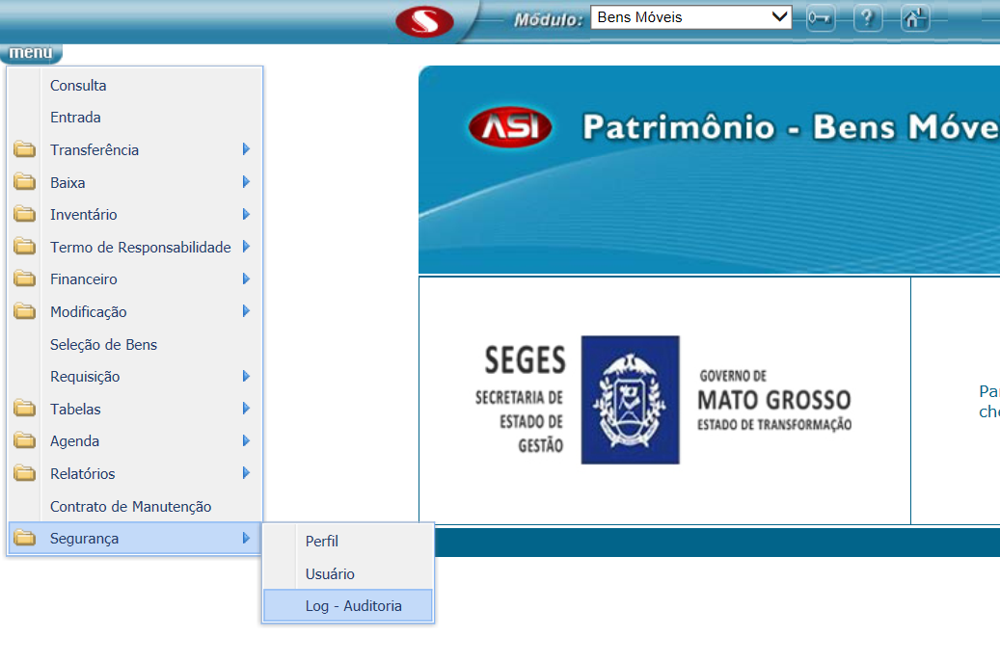 S
Módulo:
Bens Móveis
?
menu
Consulta
Entrada
Transferência
Baixa
Inventário
Termo de Responsabilidade
Financeiro
Modificação
Seleção de Bens
Requisição
Tabelas
Agenda
Relatórios
Contrato de Manutenção
Segurança
Perfil
Usuário
Log - Auditoria
ASI
Patrimônio - Bens Móve
SEGES
SECRETARIA DE
ESTADO DE
GESTÃO
GOVERNO DE
MATO GROSSO
ESTADO DE TRANSFORMAÇÃO
Pa
che